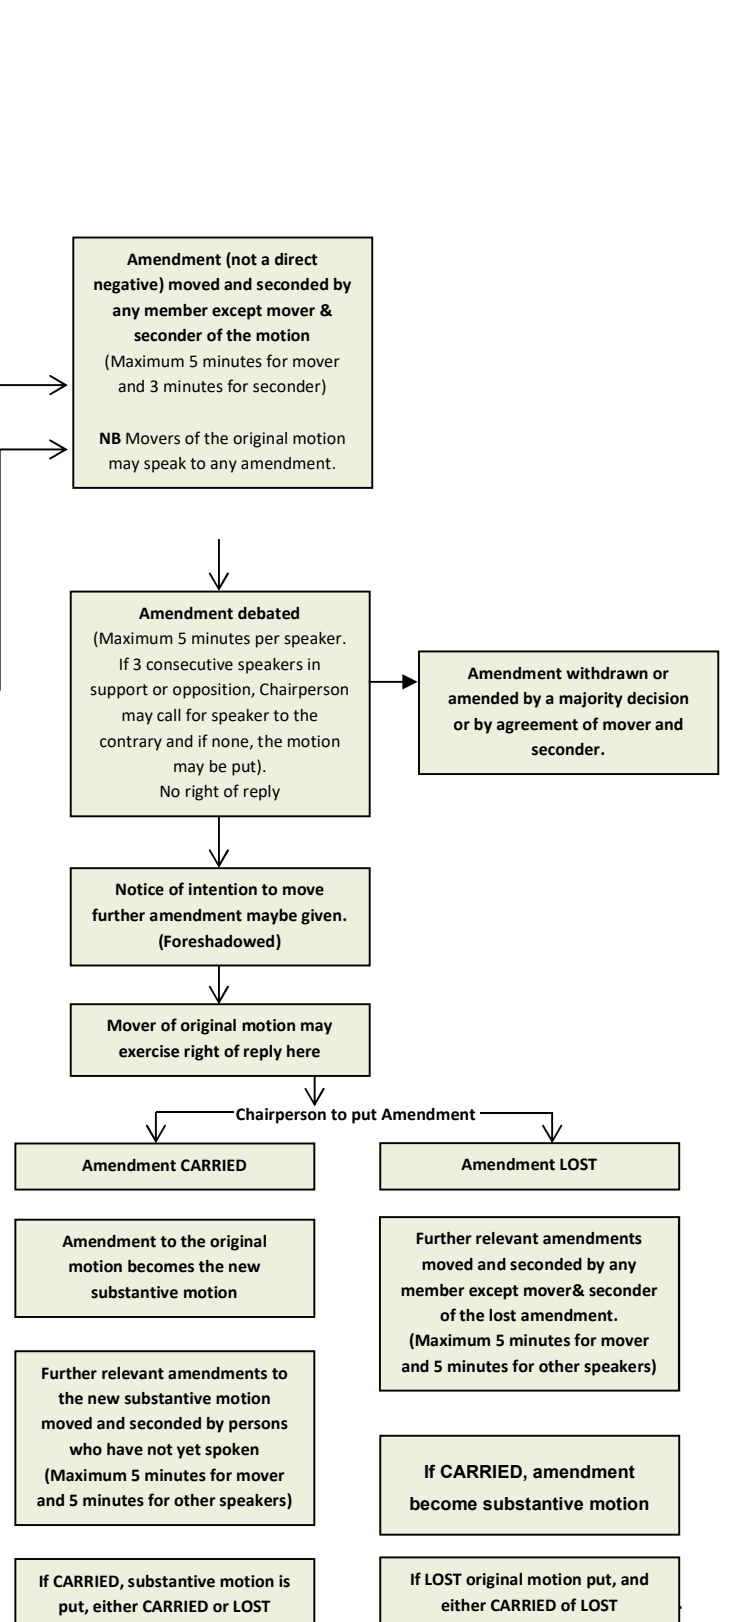 Amendment (not a direct
negative) moved and seconded by
any member except mover &
seconder of the motion
(Maximum 5 minutes for mover
and 3 minutes for seconder)
NB Movers of the original motion
may speak to any amendment.
Amendment debated
(Maximum 5 minutes per speaker.
If 3 consecutive speakers in
support or opposition, Chairperson
may call for speaker to the
contrary and if none, the motion
may be put).
No right of reply
Amendment withdrawn or
amended by a majority decision
or by agreement of mover and
seconder.
Notice of intention to move
further amendment maybe given.
(Foreshadowed)
Mover of original motion may
exercise right of reply here
Chairperson to put Amendment
Amendment CARRIED
Amendment to the original
motion becomes the new
substantive motion
Further relevant amendments to
the new substantive motion
moved and seconded by persons
who have not yet spoken
(Maximum 5 minutes for mover
and 5 minutes for other speakers)
If CARRIED, substantive motion is
put, either CARRIED or LOST
Amendment LOST
Further relevant amendments
moved and seconded by any
member except mover& seconder
of the lost amendment.
(Maximum 5 minutes for mover
and 5 minutes for other speakers)
If CARRIED, amendment
become substantive motion
If LOST original motion put, and
either CARRIED of LOST